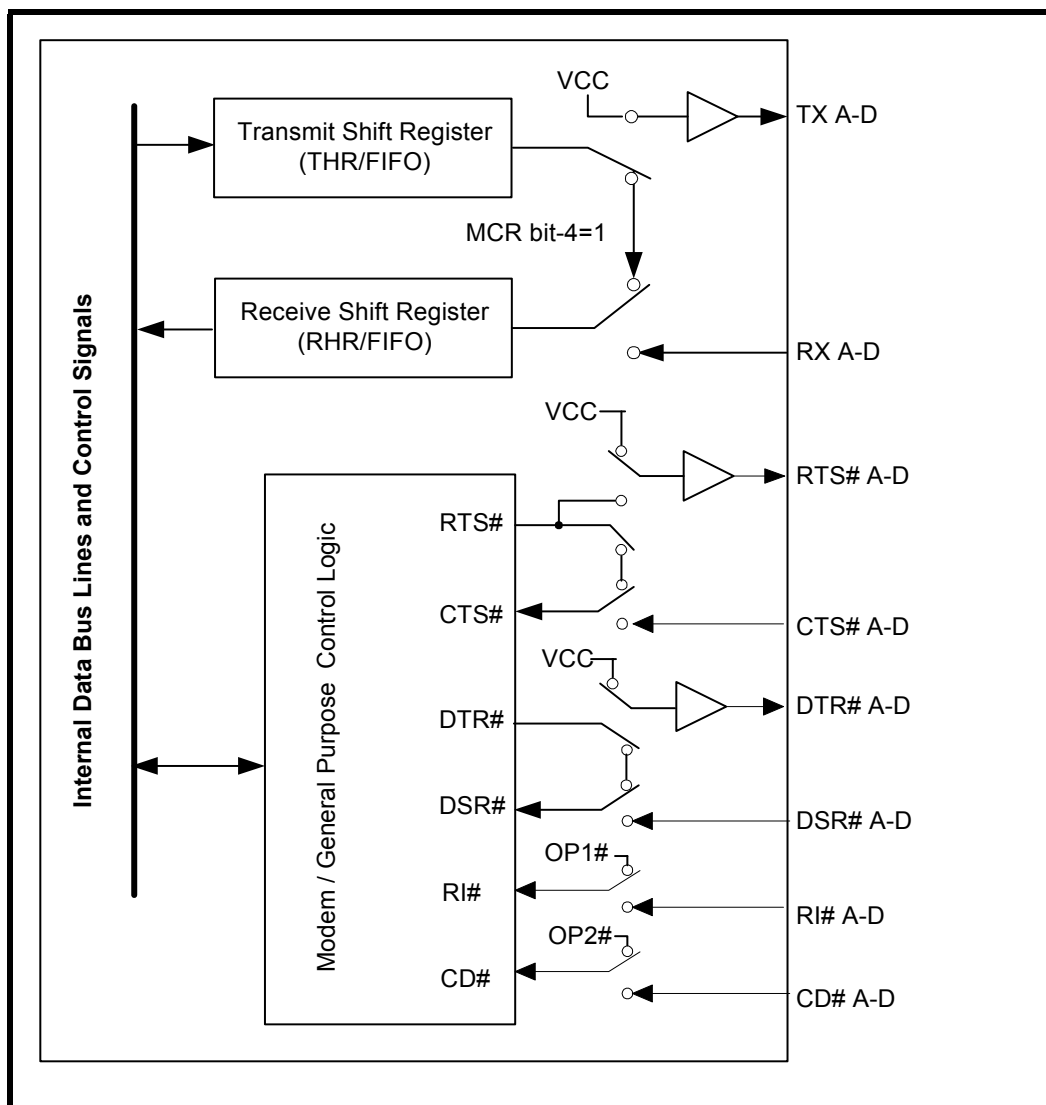 VCC
TX A-D
Transmit Shift Register
(THR/FIFO)
MCR bit-4=1
Receive Shift Register
(RHR/FIFO)
RX A-D
Internal Data Bus Lines and Control Signals
VCC
RTS# A-D
Modem / General Purpose Control Logic
RTS#
CTS#
CTS# A-D
VCC
DTR# A-D
DTR#
DSR#
DSR# A-D
OP1#
RI#
RI# A-D
OP2#
CD#
CD# A-D